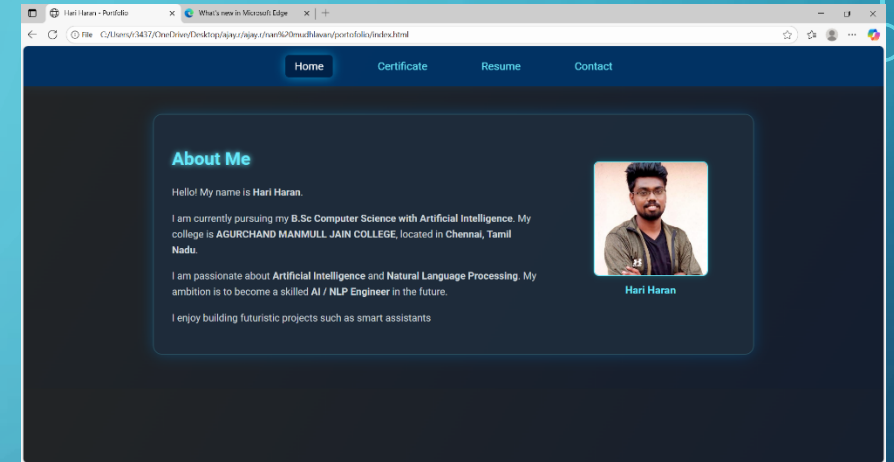 Hari Haran - Portfolio
What's new in Microsoft Edge
File C:/Users/r3437/OneDrive/Desktop/ajay.r/ajay.r/nan%20mudhlavan/portofolio/index.html
Home Certificate Resume Contact
About Me
Hello! My name is Hari Haran.
I am currently pursuing my B.Sc Computer Science with Artificial Intelligence. My
college is AGURCHAND MANMULL JAIN COLLEGE, located in Chennai, Tamil
Nadu.
I am passionate about Artificial Intelligence and Natural Language Processing. My
ambition is to become a skilled AI / NLP Engineer in the future.
I enjoy building futuristic projects such as smart assistants
Hari Haran